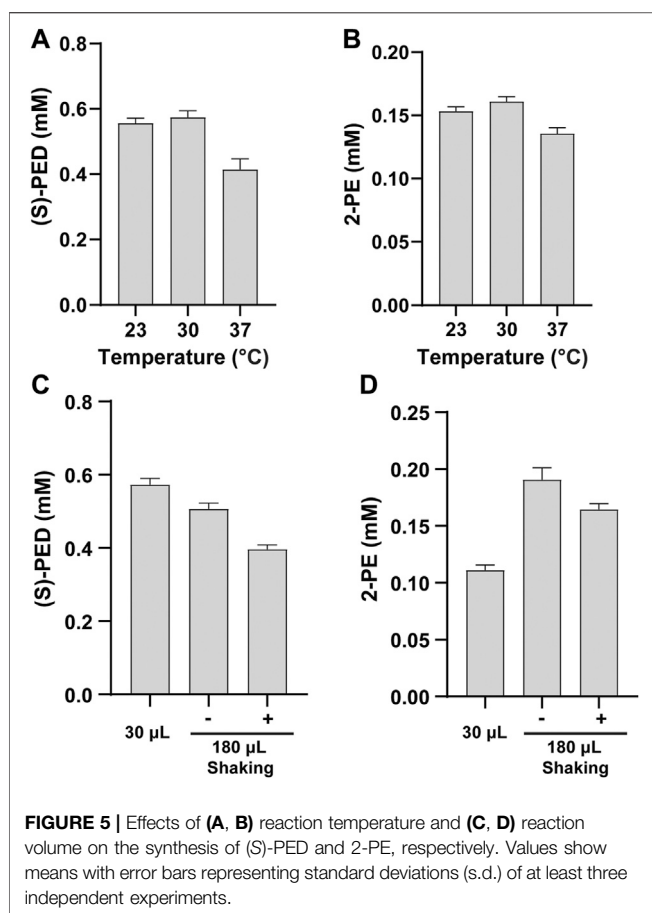 A
(S)-PED (mM)
0.8
0.6
0.4
0.2
0.0
23 30 37
Temperature (°C)
B
2-PE (mM)
0.20
0.15
0.10
0.05
0.00
23 30 37
Temperature (°C)
C
(S)-PED (mM)
0.8
0.6
0.4
0.2
0.0
30 µL - +
180 µL
Shaking
D
2-PE (mM)
0.25
0.20
0.15
0.10
0.05
0.00
30 µL - +
180 µL
Shaking
FIGURE 5 | Effects of (A, B) reaction temperature and (C, D) reaction
volume on the synthesis of (S)-PED and 2-PE, respectively. Values show
means with error bars representing standard deviations (s.d.) of at least three
independent experiments.